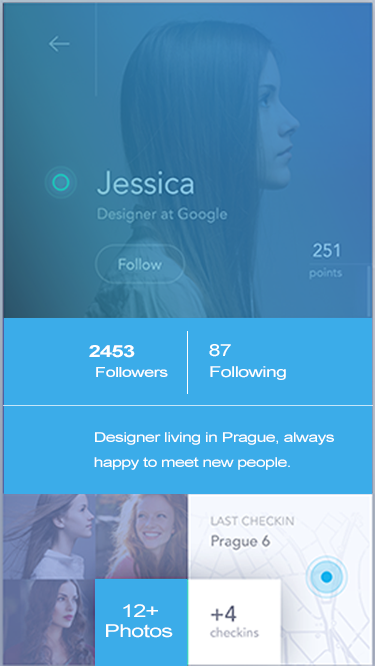 Jessica
Designer at Google
Follow
251
points
2453
Followers
87
Following
Designer living in Prague, always
happy to meet new people.
LAST CHECKIN
Prague 6
12+
Photos
+4
checkins